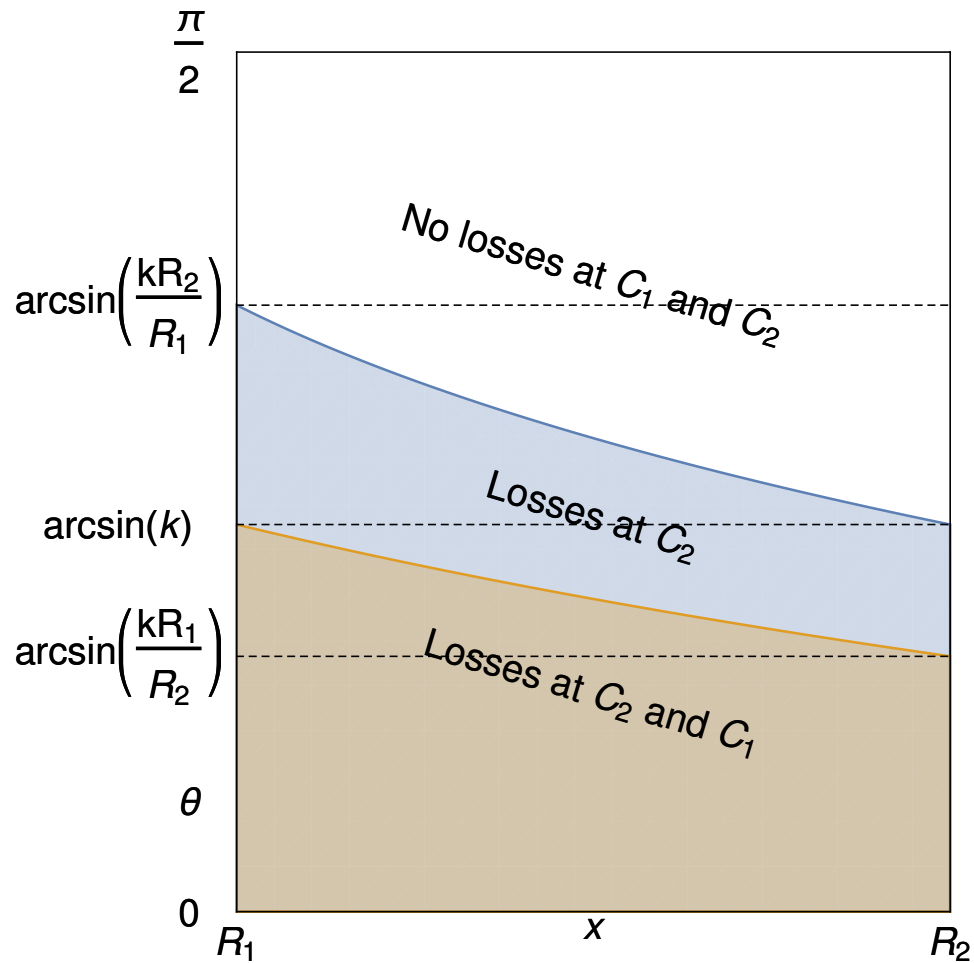 π/2
No losses at C₁ and C₂
arcsin(kR₂/R₁)
Losses at C₂
arcsin(k)
arcsin(kR₁/R₂)
Losses at C₂ and C₁
θ
0
R₁ x R₂